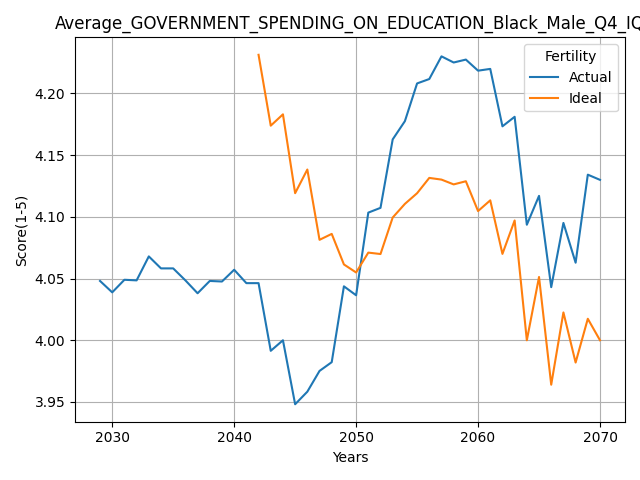 Average_GOVERNMENT_SPENDING_ON_EDUCATION_Black_Male_Q4_IQ
Fertility
Actual
Ideal
4.20
4.15
4.10
4.05
4.00
3.95
Score(1-5)
2030 2040 2050 2060 2070
Years